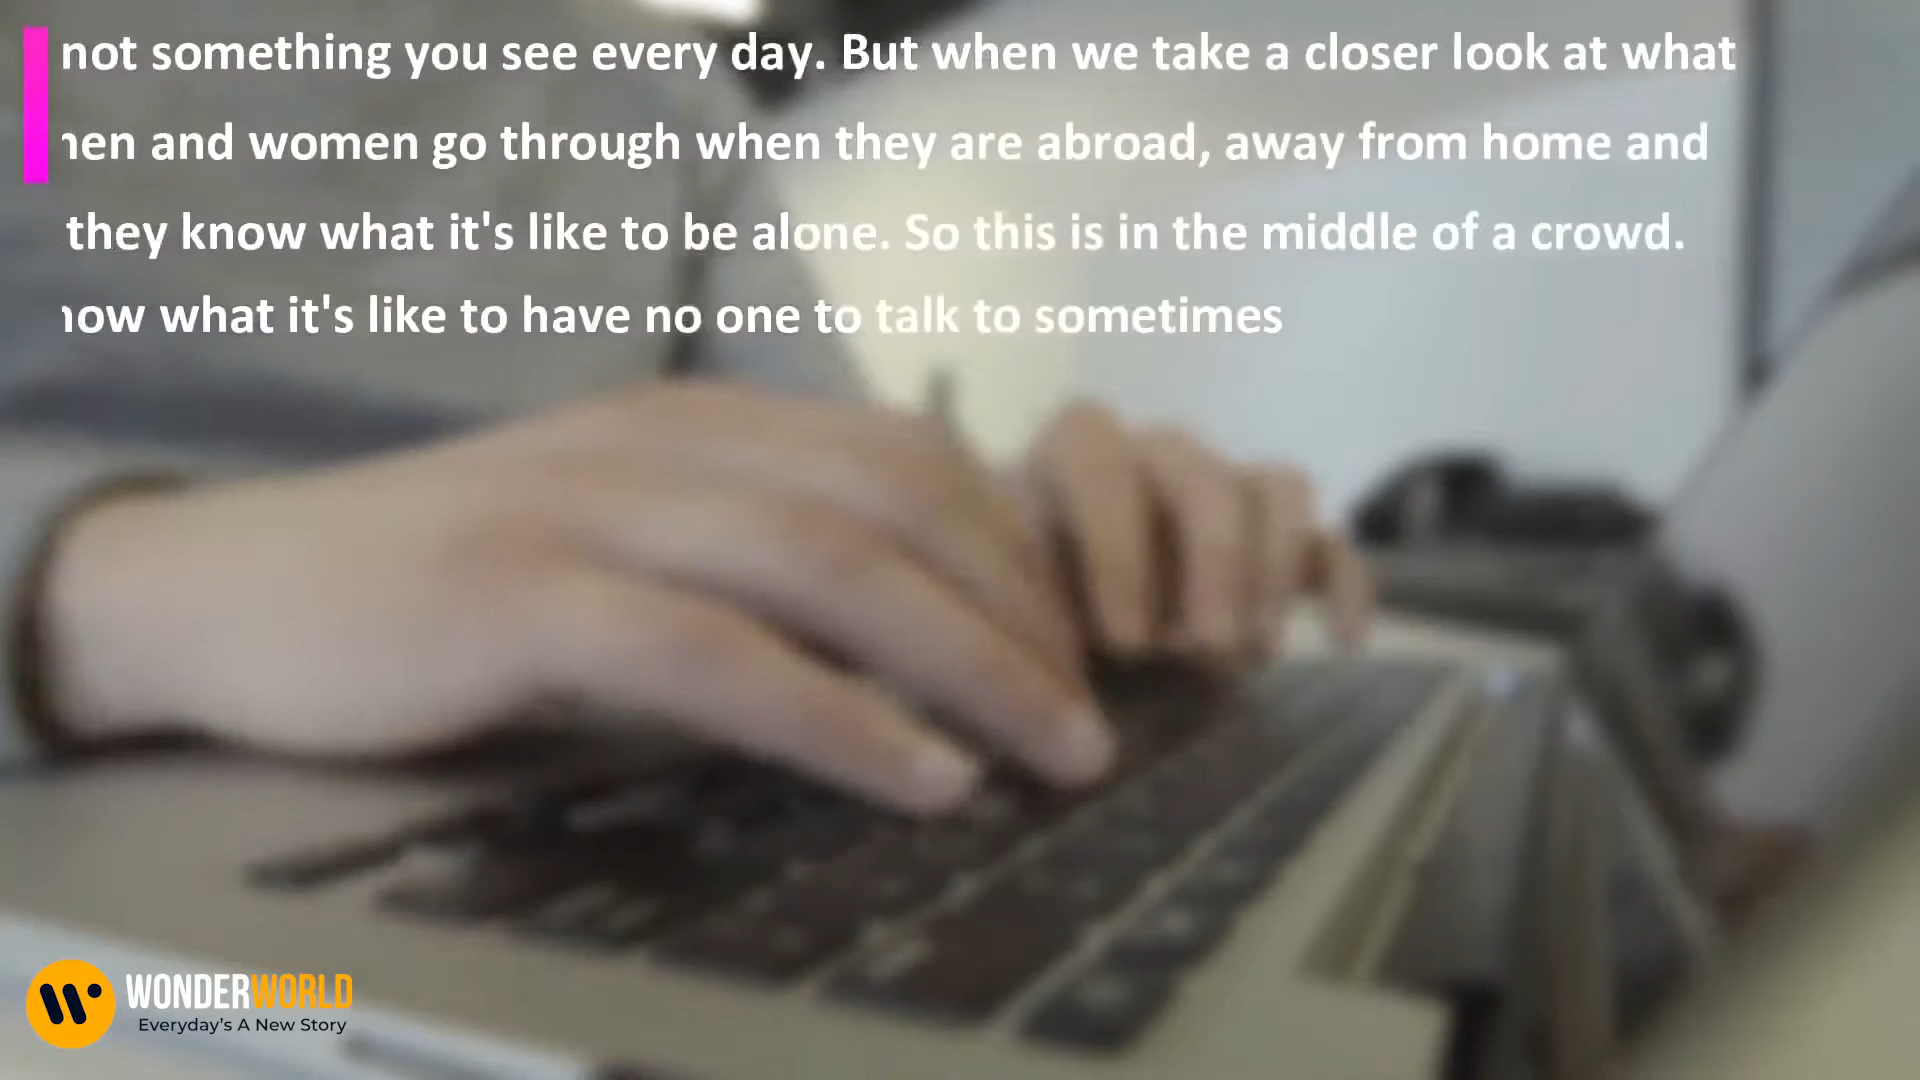 not something you see every day. But when we take a closer look at what
and women go through when they are abroad, away from home and
they know what it's like to be alone. So this is in the middle of a crowd.
what it's like to have no one to talk to sometimes
WONDERWORLD
Everyday's A New Story